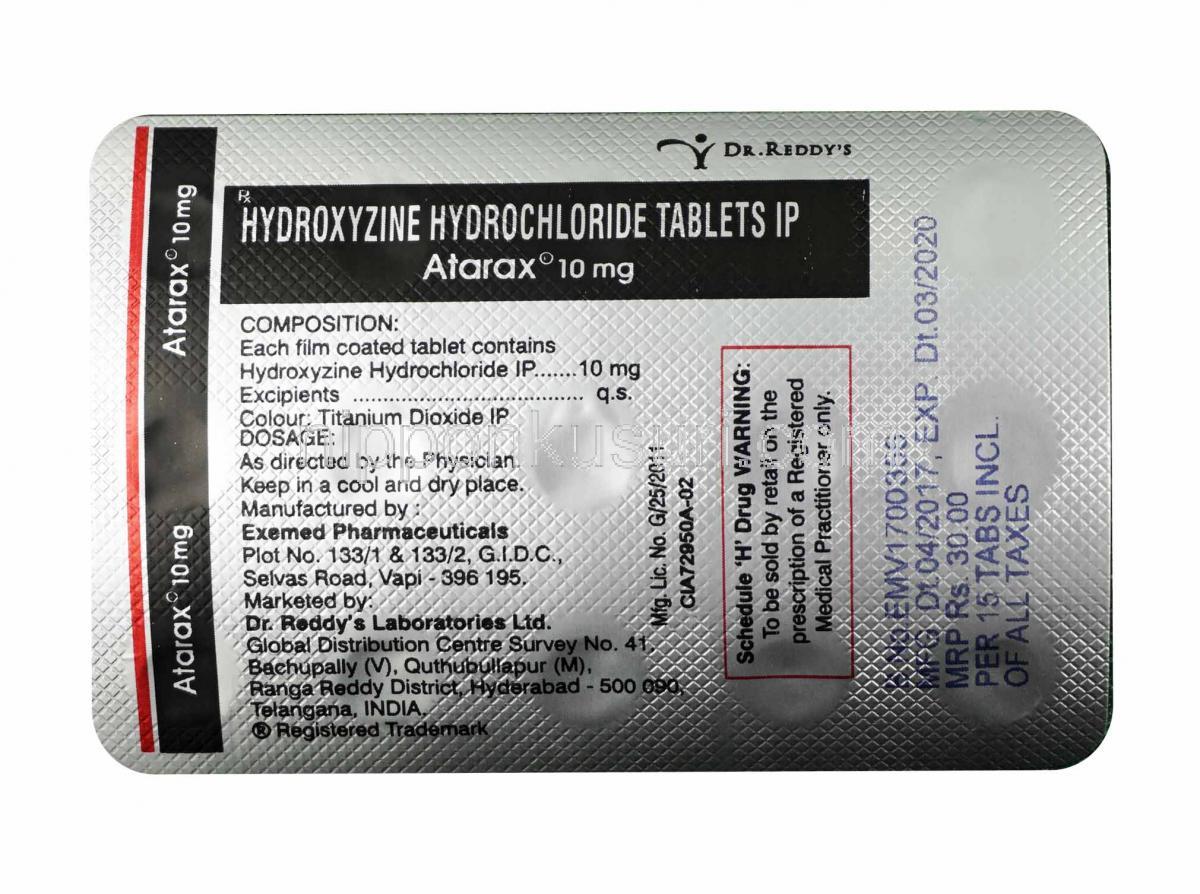 DR.REDDY'S
Rx
HYDROXYZINE HYDROCHLORIDE TABLETS IP
Atarax 10 mg
Atarax 10 mg
Atarax 10 mg
COMPOSITION:
Each film coated tablet contains
Hydroxyzine Hydrochloride IP.......10 mg
Excipients ...................................... q.s.
Colour: Titanium Dioxide IP
DOSAGE:
As directed by the Physician.
Keep in a cool and dry place.
Manufactured by :
Exemed Pharmaceuticals
Plot No. 133/1 & 133/2, G.I.D.C.,
Selvas Road, Vapi - 396 195.
Marketed by:
Dr. Reddy's Laboratories Ltd.
Global Distribution Centre Survey No. 41,
Bachupally (V), Quthubullapur (M),
Ranga Reddy District, Hyderabad - 500 090,
Telangana, INDIA.
® Registered Trademark
Mfg. Lic. No. G/25/2011
CIA72950A-02
Schedule 'H' Drug WARNING:
To be sold by retail on the
prescription of a Registered
Medical Practitioner only.
MFG Dt.04/2017, EXP Dt.03/2020
MRP Rs. 30.00
PER 15 TABS INCL.
OF ALL TAXES